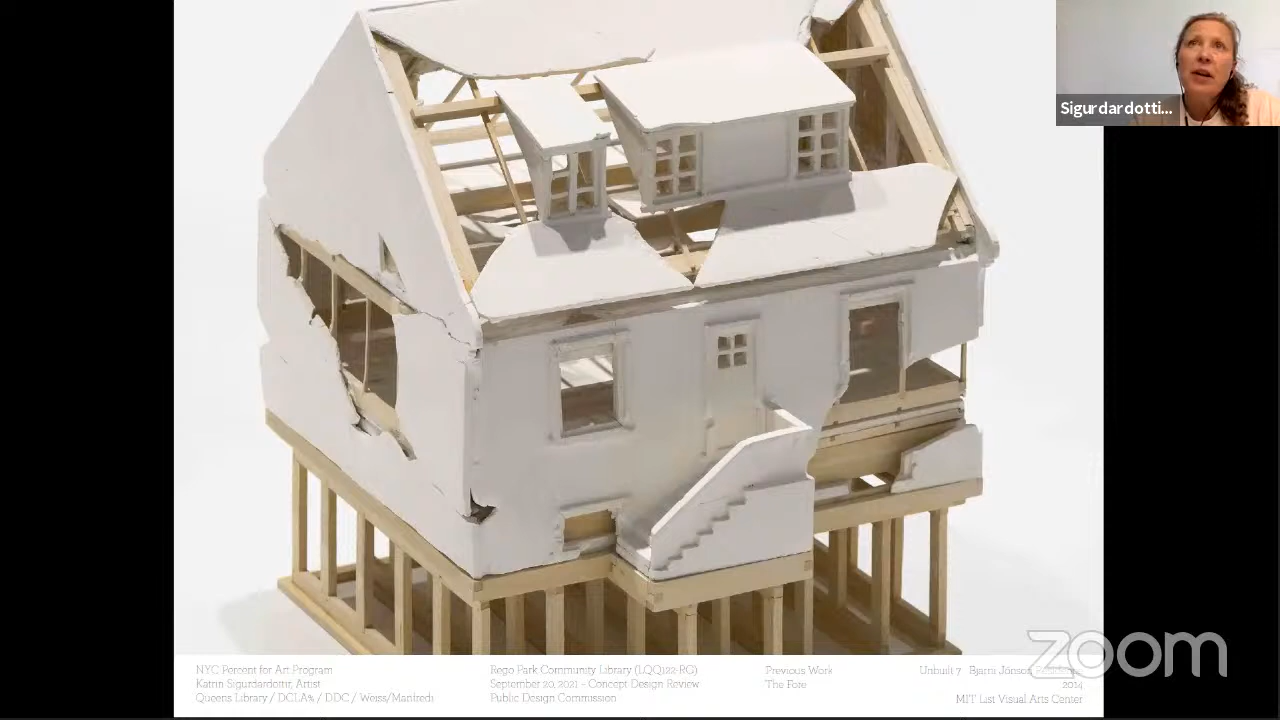 Sigurdardotti...
NYC Percent for Art Program
Katrin Sigurdardottir, Artist
Queens Library / DCLA% / DDC / Weiss/Manfredi
Rego Park Community Library (LQQ122-RG)
September 20, 2021 - Concept Design Review
Public Design Commission
Previous Work
The Fore
Unbuilt 7 Bjarni Jónsson
2014
MIT List Visual Arts Center
zoom